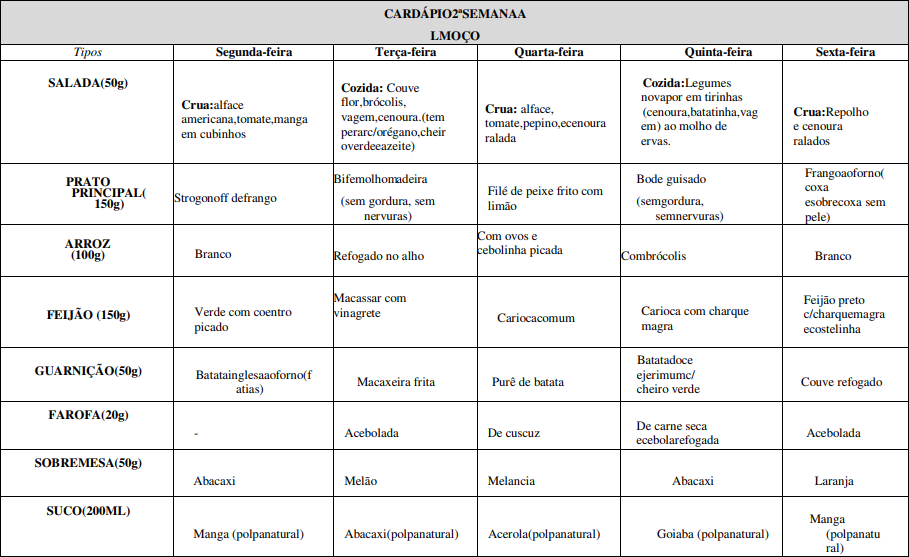 CARDÁPIO2ªSEMANAA
LMOÇO
Tipos
Segunda-feira
Terça-feira
Quarta-feira
Quinta-feira
Sexta-feira
SALADA(50g)
Crua:alface
americana,tomate,manga
em cubinhos
Cozida: Couve
flor,brócolis,
vagem,cenoura.(tem
perarc/orégano,cheir
overdeeazeite)
Crua: alface,
tomate,pepino,ecenoura
ralada
Cozida:Legumes
novapor em tirinhas
(cenoura,batatinha,vag
em) ao molho de
ervas.
Crua:Repolho
e cenoura
ralados
PRATO
PRINCIPAL(
150g)
Strogonoff defrango
Bifemolhomadeira
(sem gordura, sem
nervuras)
Filé de peixe frito com
limão
Bode guisado
(semgordura,
semnervuras)
Frangoaoforno(
coxa
esobrecoxa sem
pele)
ARROZ
(100g)
Branco
Refogado no alho
Com ovos e
cebolinha picada
Combrócolis
Branco
FEIJÃO (150g)
Verde com coentro
picado
Macassar com
vinagrete
Cariocacomum
Carioca com charque
magra
Feijão preto
c/charquemagra
ecostelinha
GUARNIÇÃO(50g)
Batatainglesaaoforno(f
atias)
Macaxeira frita
Purê de batata
Batatadoce
ejerimumc/
cheiro verde
Couve refogado
FAROFA(20g)
-
Acebolada
De cuscuz
De carne seca
ecebolarefogada
Acebolada
SOBREMESA(50g)
Abacaxi
Melão
Melancia
Abacaxi
Laranja
SUCO(200ML)
Manga (polpanatural)
Abacaxi(polpanatural)
Acerola(polpanatural)
Goiaba (polpanatural)
Manga
(polpanatu
ral)